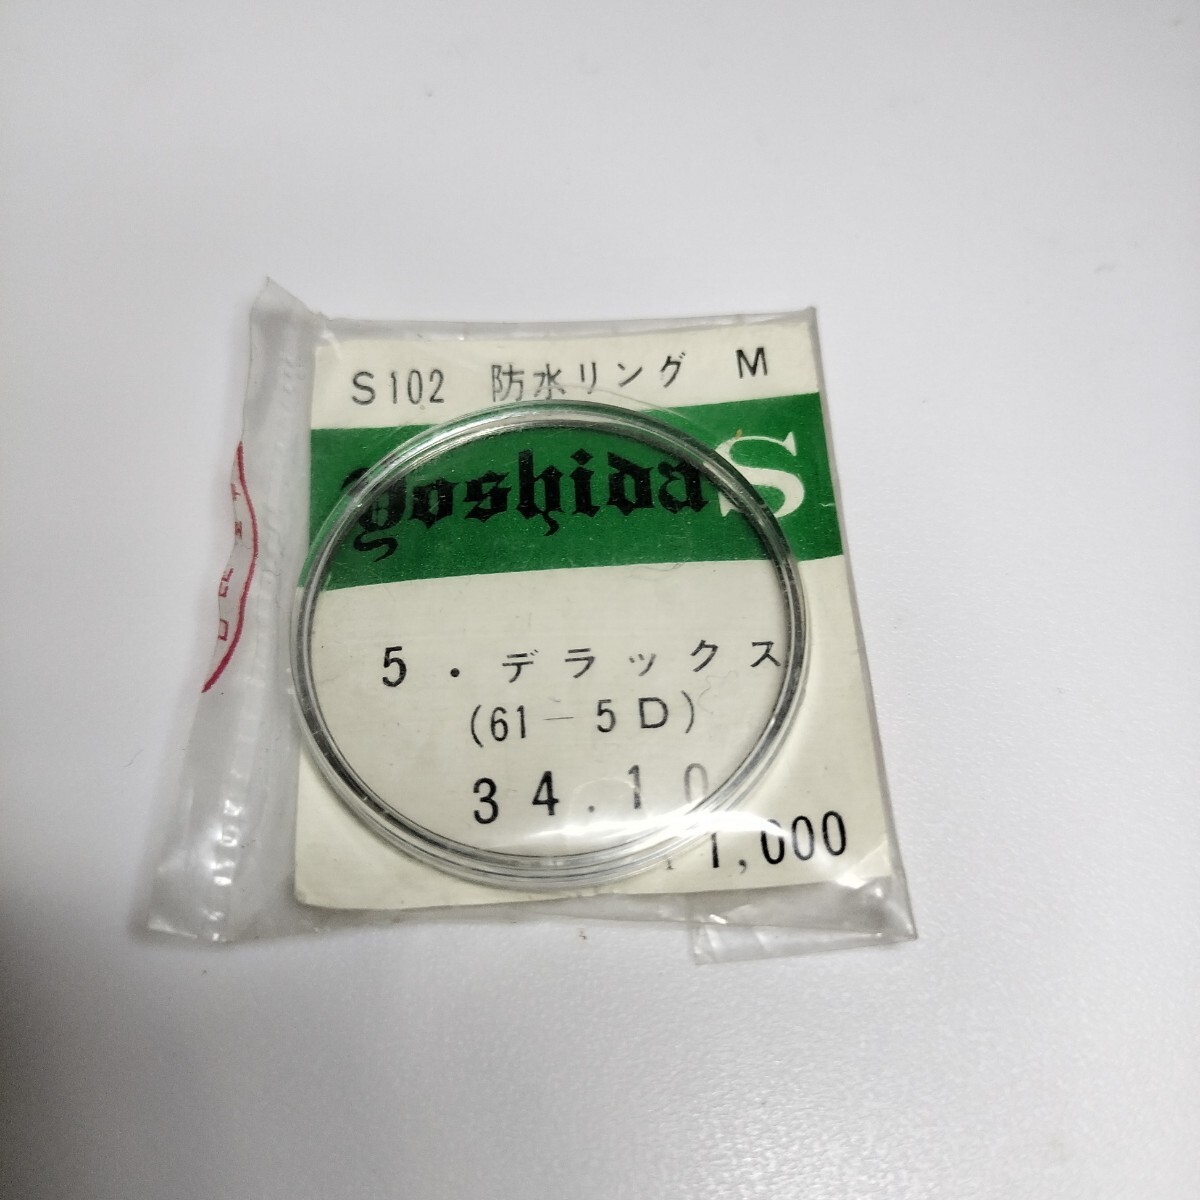 S102 防水リング M
Yoshida S
5・デラックス
(61-5D)
34.10
1,000